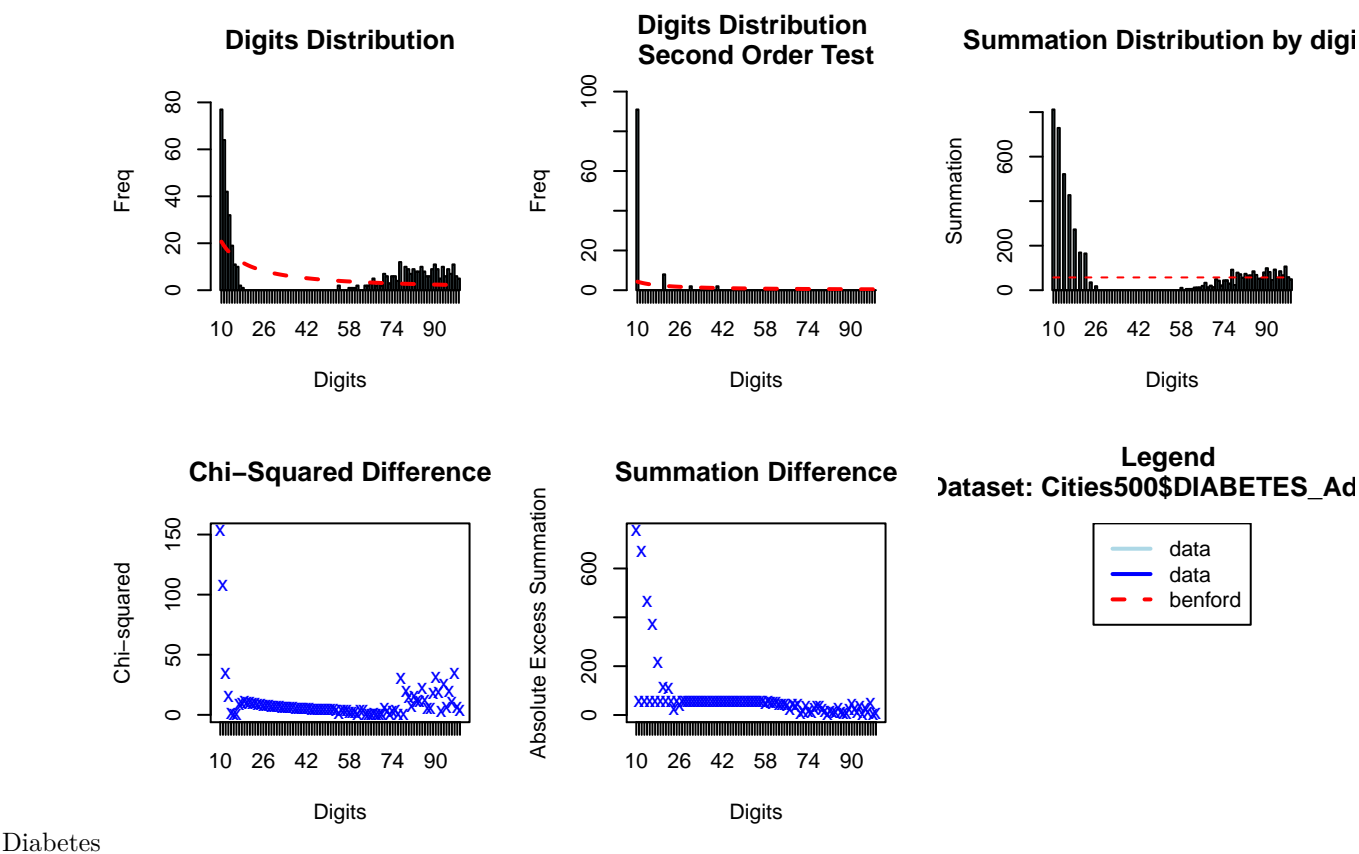 Digits Distribution
Freq
0 20 40 60 80
10 26 42 58 74 90
Digits
Digits Distribution
Second Order Test
Freq
0 20 60 100
10 26 42 58 74 90
Digits
Summation Distribution by digi
Summation
0 200 600
10 26 42 58 74 90
Digits
Chi−Squared Difference
Chi−squared
0 50 100 150
10 26 42 58 74 90
Digits
Summation Difference
Absolute Excess Summation
0 200 600
10 26 42 58 74 90
Digits
Legend
Dataset: Cities500$DIABETES_Ad
data
data
benford
Diabetes